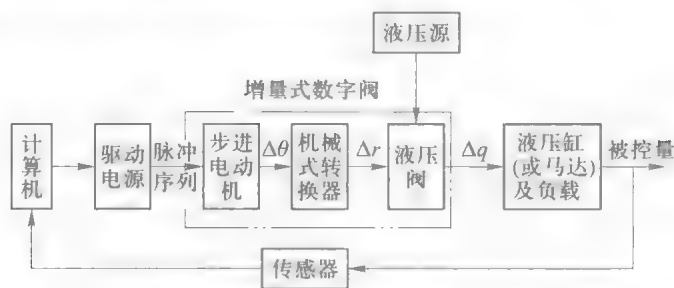 液压源
增量式数字阀
计算机
驱动电源
脉冲序列
步进电动机
Δθ
机械式转换器
Δr
液压阀
Δq
液压缸
(或马达)
及负载
被控量
传感器